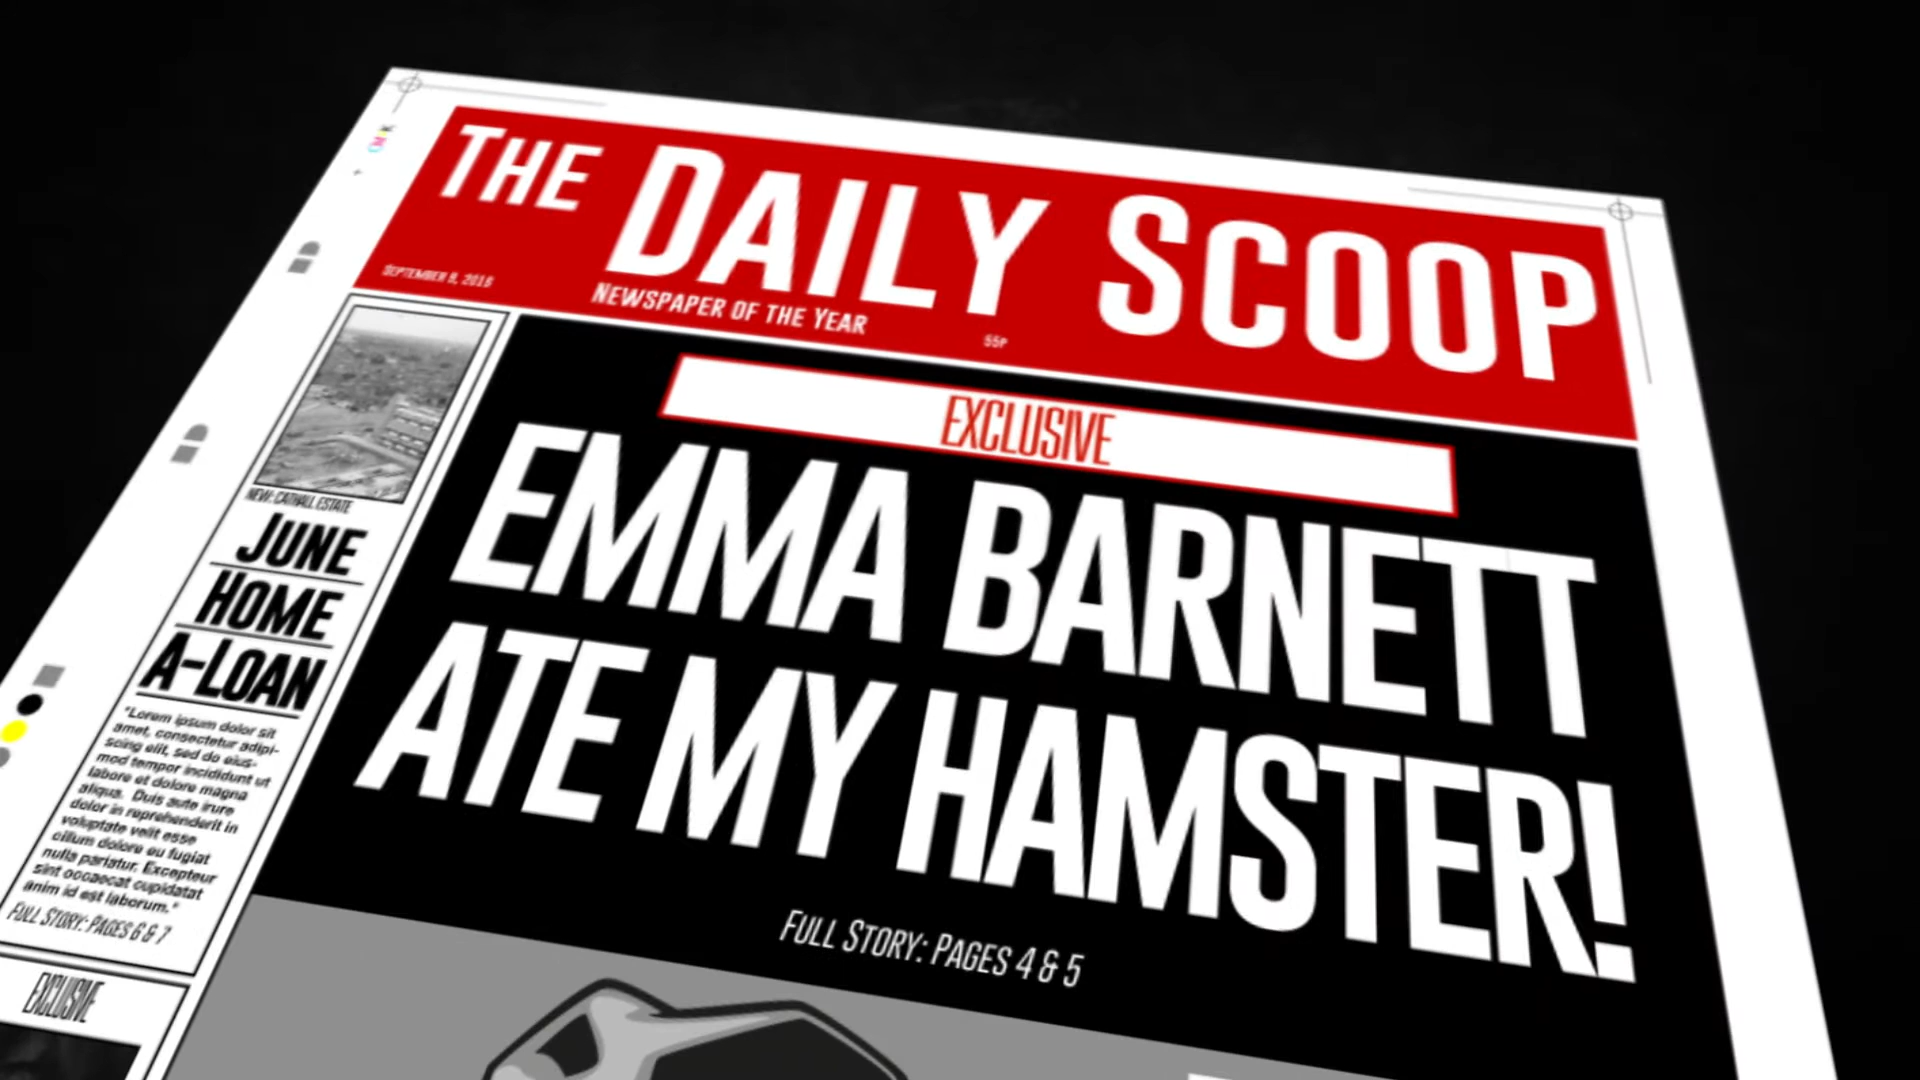 CMYK
THE DAILY SCOOP
SEPTEMBER 8, 2016
NEWSPAPER OF THE YEAR
55P
NEW: CATHALL ESTATE
JUNE
HOME
A-LOAN
"Lorem ipsum dolor sit
amet, consectetur adipi-
scing elit, sed do eius-
mod tempor incididunt ut
labore et dolore magna
aliqua. Duis aute irure
dolor in reprehenderit in
voluptate velit esse
cillum dolore eu fugiat
nulla pariatur. Excepteur
sint occaecat cupidatat
anim id est laborum."
FULL STORY: PAGES 6 & 7
EXCLUSIVE
EXCLUSIVE
EMMA BARNETT
ATE MY HAMSTER!
FULL STORY: PAGES 4 & 5